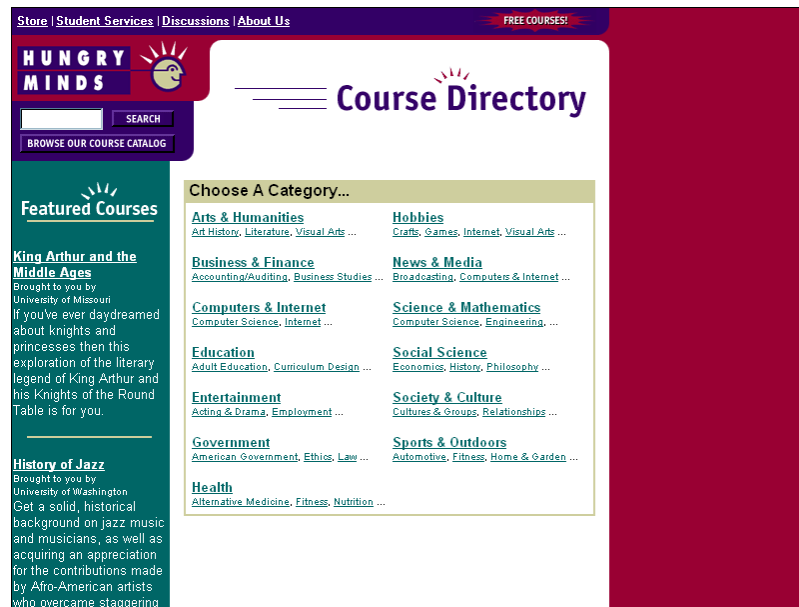 Store | Student Services | Discussions | About Us
FREE COURSES!
HUNGRY
MINDS
Course Directory
SEARCH
BROWSE OUR COURSE CATALOG
Featured Courses
King Arthur and the
Middle Ages
Brought to you by
University of Missouri
If you've ever daydreamed
about knights and
princesses then this
exploration of the literary
legend of King Arthur and
his Knights of the Round
Table is for you.
History of Jazz
Brought to you by
University of Washington
Get a solid, historical
background on jazz music
and musicians, as well as
acquiring an appreciation
for the contributions made
by Afro-American artists
who overcame staggering
Choose A Category...
Arts & Humanities
Art History, Literature, Visual Arts ...
Business & Finance
Accounting/Auditing, Business Studies ...
Computers & Internet
Computer Science, Internet ...
Education
Adult Education, Curriculum Design ...
Entertainment
Acting & Drama, Employment ...
Government
American Government, Ethics, Law ...
Health
Alternative Medicine, Fitness, Nutrition ...
Hobbies
Crafts, Games, Internet, Visual Arts ...
News & Media
Broadcasting, Computers & Internet ...
Science & Mathematics
Computer Science, Engineering, ...
Social Science
Economics, History, Philosophy ...
Society & Culture
Cultures & Groups, Relationships ...
Sports & Outdoors
Automotive, Fitness, Home & Garden ...